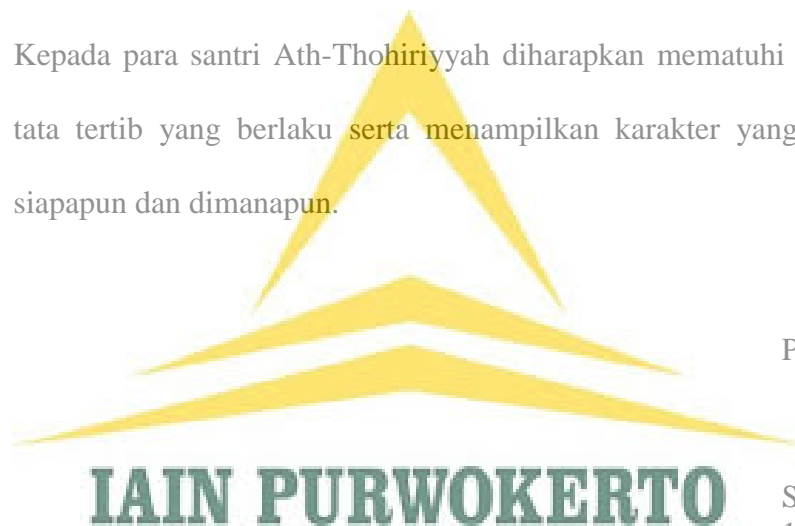 Kepada para santri Ath-Thohiriyyah diharapkan mematuhi
tata tertib yang berlaku serta menampilkan karakter yang
siapapun dan dimanapun.
P
IAIN PURWOKERTO
S